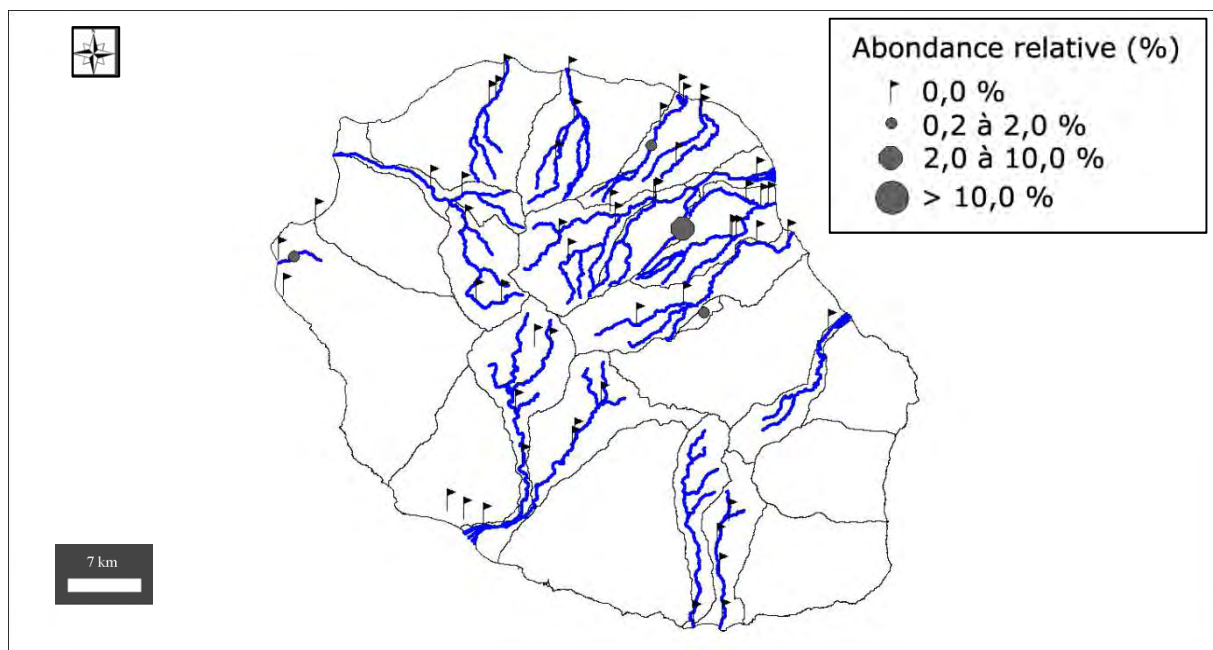 Abondance relative (%)
0,0 %
0,2 à 2,0 %
2,0 à 10,0 %
> 10,0 %
7 km